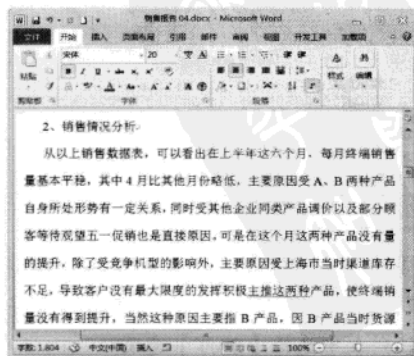 销售报告 04.docx - Microsoft Word
文件 开始 插入 页面布局 引用 邮件 审阅 视图 开发工具 加载项
宋体 20
粘贴 样式 编辑
剪贴板 字体 段落
2、销售情况分析
从以上销售数据表，可以看出在上半年这六个月，每月终端销售
量基本平稳，其中 4 月比其他月份略低，主要原因受 A、B 两种产品
自身所处形势有一定关系，同时受其他企业同类产品调价以及部分顾
客等待观望五一促销也是直接原因，可是在这个月这两种产品没有量
的提升，除了受竞争机型的影响外，主要原因受上海市当时渠道库存
不足，导致客户没有最大限度的发挥积极主推这两种产品，使终端销
量没有得到提升，当然这种原因主要指 B 产品，因 B 产品当时货源
字数: 1,804 中文(中国) 插入 100%